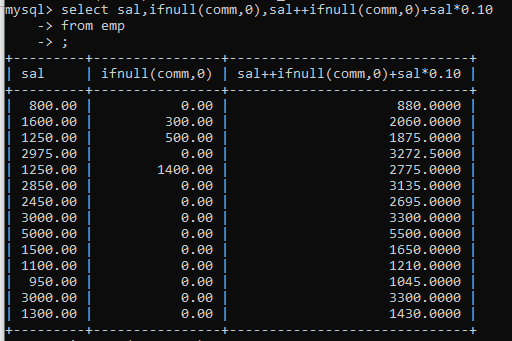 mysql> select sal,ifnull(comm,0),sal++ifnull(comm,0)+sal*0.10
    -> from emp
    -> ;
+---------+----------------+------------------------------+
| sal     | ifnull(comm,0) | sal++ifnull(comm,0)+sal*0.10 |
+---------+----------------+------------------------------+
|  800.00 |           0.00 |                     880.0000 |
| 1600.00 |         300.00 |                    2060.0000 |
| 1250.00 |         500.00 |                    1875.0000 |
| 2975.00 |           0.00 |                    3272.5000 |
| 1250.00 |        1400.00 |                    2775.0000 |
| 2850.00 |           0.00 |                    3135.0000 |
| 2450.00 |           0.00 |                    2695.0000 |
| 3000.00 |           0.00 |                    3300.0000 |
| 5000.00 |           0.00 |                    5500.0000 |
| 1500.00 |           0.00 |                    1650.0000 |
| 1100.00 |           0.00 |                    1210.0000 |
|  950.00 |           0.00 |                    1045.0000 |
| 3000.00 |           0.00 |                    3300.0000 |
| 1300.00 |           0.00 |                    1430.0000 |
+---------+----------------+------------------------------+